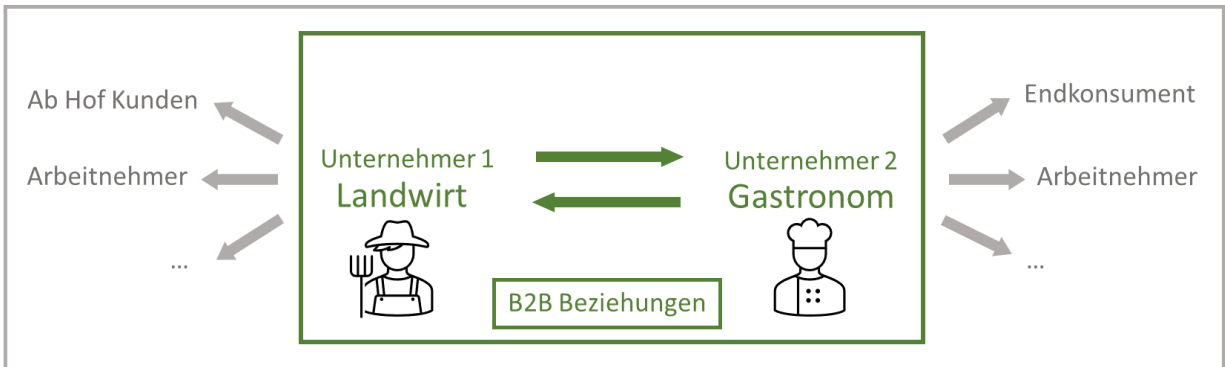 Ab Hof Kunden
Arbeitnehmer
...
Unternehmer 1
Landwirt
Unternehmer 2
Gastronom
B2B Beziehungen
Endkonsument
Arbeitnehmer
...